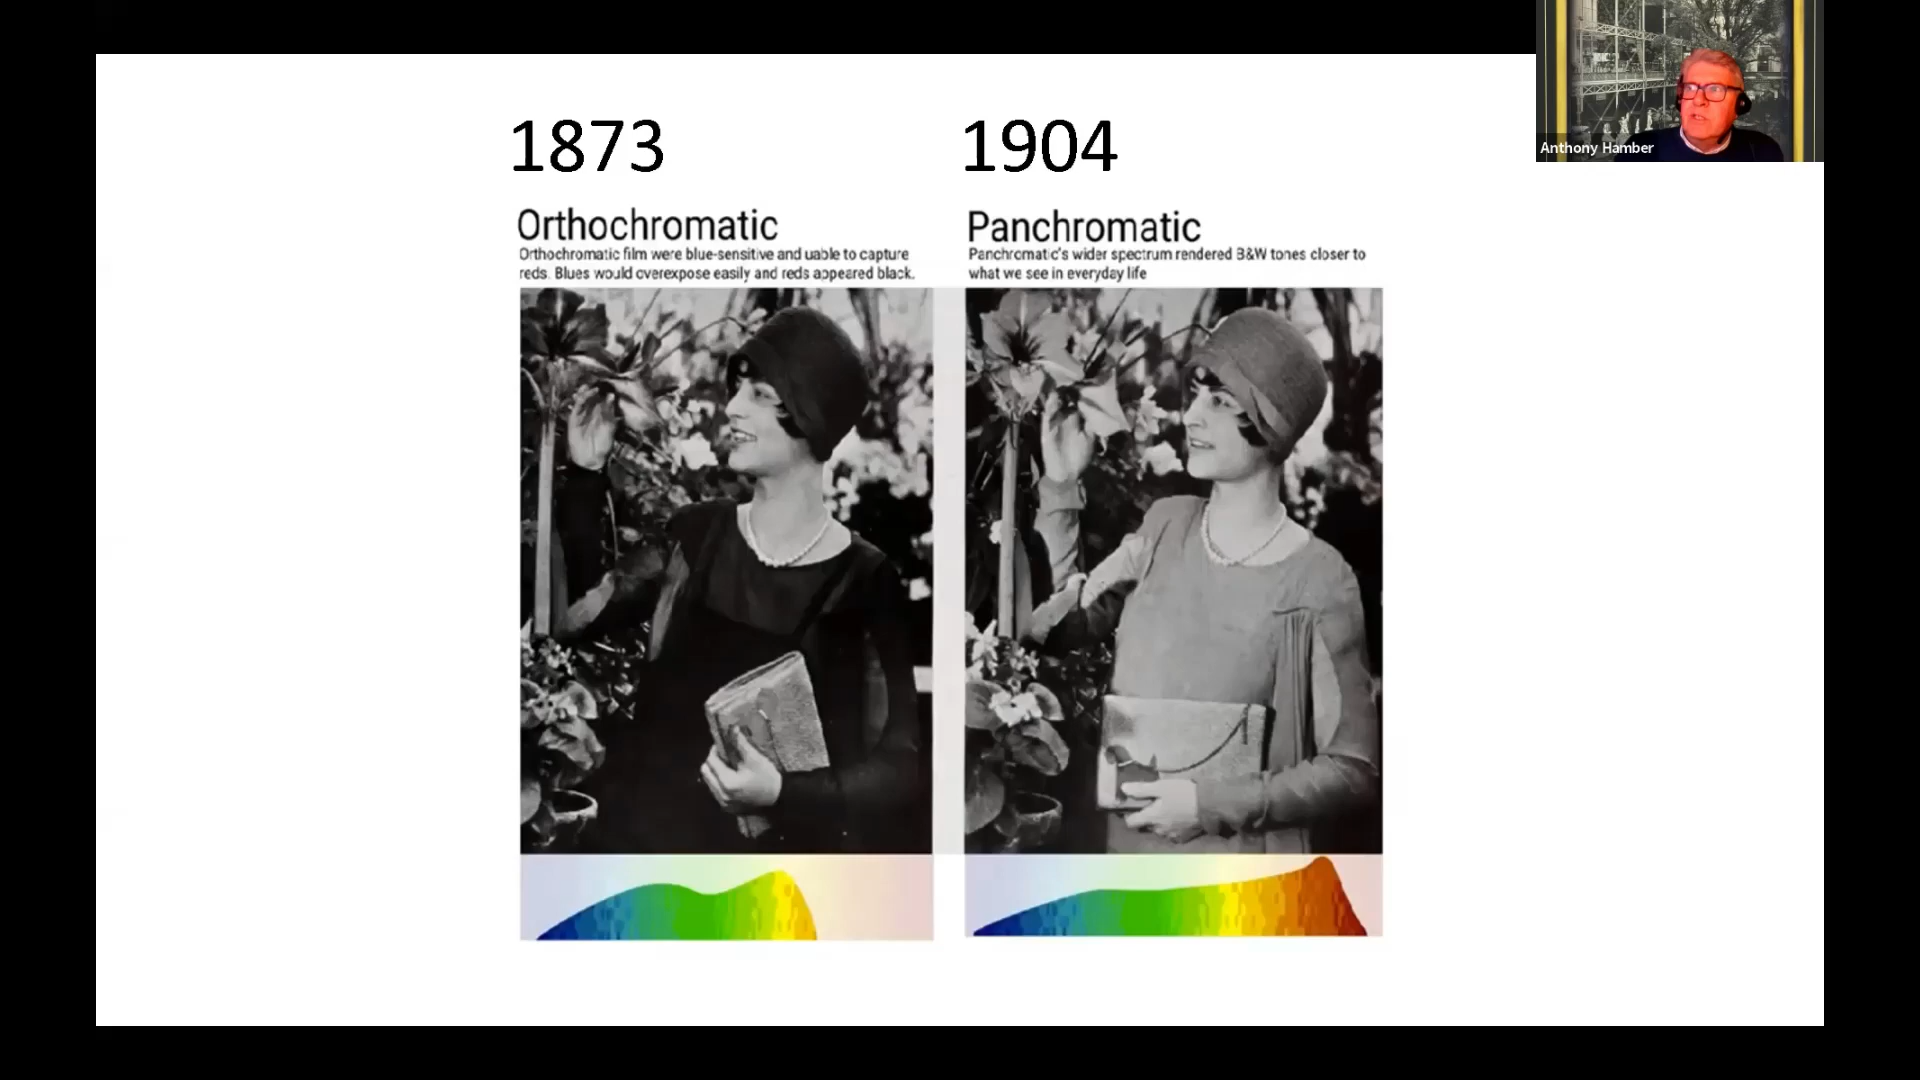 1873
1904
Orthochromatic
Orthochromatic film were blue-sensitive and uable to capture
reds. Blues would overexpose easily and reds appeared black.
Panchromatic
Panchromatic's wider spectrum rendered B&W tones closer to
what we see in everyday life
Anthony Hamber